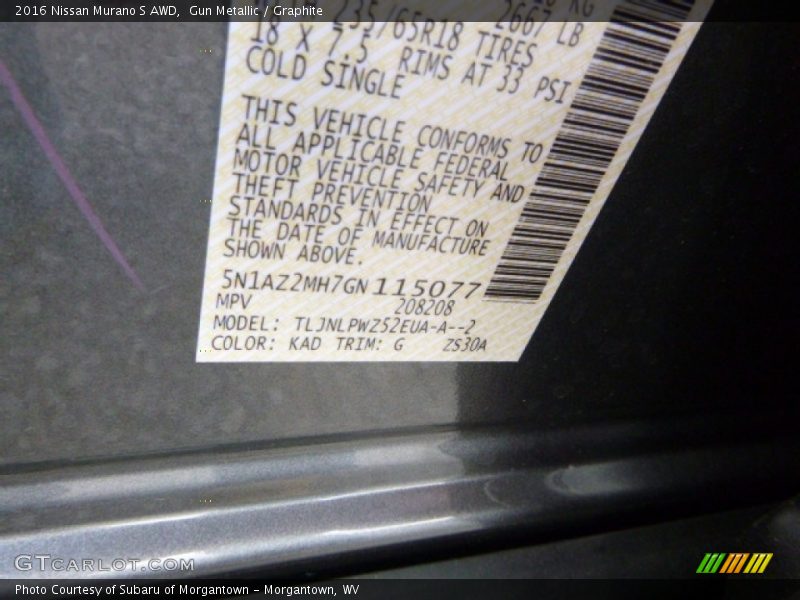 2016 Nissan Murano S AWD,  Gun Metallic / Graphite
KG
235/65R18 TIRES 2667 LB
18 X 7.5 RIMS AT 33 PSI
COLD SINGLE
THIS VEHICLE CONFORMS TO
ALL APPLICABLE FEDERAL
MOTOR VEHICLE SAFETY AND
THEFT PREVENTION
STANDARDS IN EFFECT ON
THE DATE OF MANUFACTURE
SHOWN ABOVE.
5N1AZ2MH7GN115077
MPV 208208
MODEL: TLJNLPWZ52EUA-A--2
COLOR: KAD TRIM: G ZS30A
GTcarlot.com
Photo Courtesy of Subaru of Morgantown - Morgantown, WV